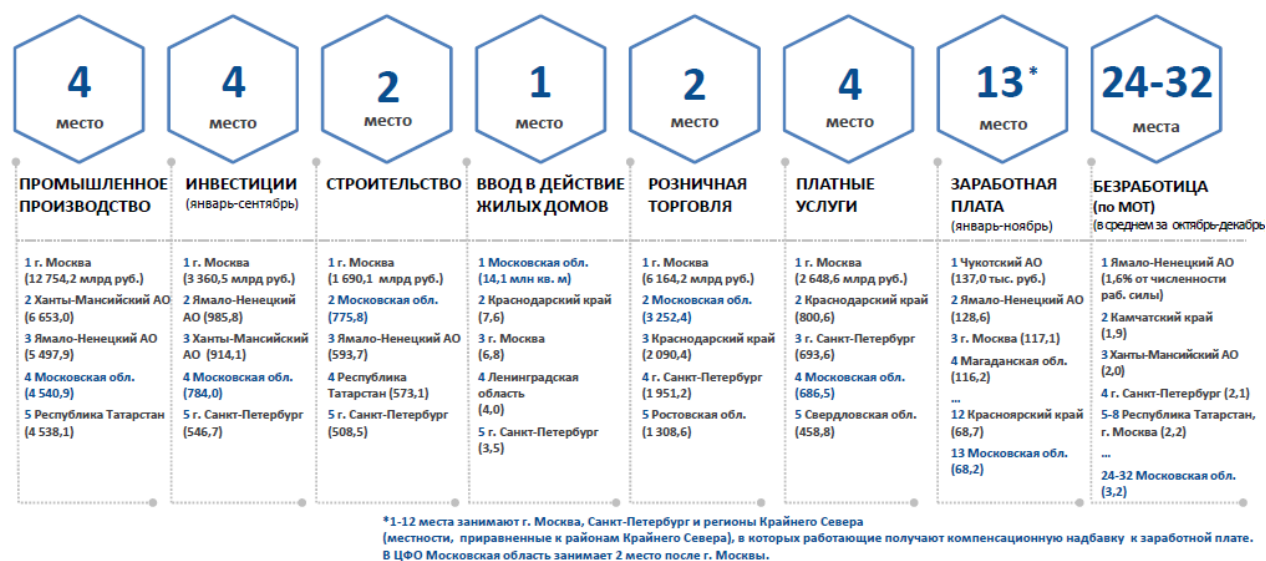 4
место
4
место
2
место
1
место
2
место
4
место
13*
место
24-32
места
ПРОМЫШЛЕННОЕ
ПРОИЗВОДСТВО
1 г. Москва
(12 754,2 млрд руб.)
2 Ханты-Мансийский АО
(6 653,0)
3 Ямало-Ненецкий АО
(5 497,9)
4 Московская обл.
(4 540,9)
5 Республика Татарстан
(4 538,1)
ИНВЕСТИЦИИ
(январь-сентябрь)
1 г. Москва
(3 360,5 млрд руб.)
2 Ямало-Ненецкий
АО (985,8)
3 Ханты-Мансийский
АО (914,1)
4 Московская обл.
(784,0)
5 г. Санкт-Петербург
(546,7)
СТРОИТЕЛЬСТВО
1 г. Москва
(1 690,1 млрд руб.)
2 Московская обл.
(775,8)
3 Ямало-Ненецкий АО
(593,7)
4 Республика
Татарстан (573,1)
5 г. Санкт-Петербург
(508,5)
ВВОД В ДЕЙСТВИЕ
ЖИЛЫХ ДОМОВ
1 Московская обл.
(14,1 млн кв. м)
2 Краснодарский край
(7,6)
3 г. Москва
(6,8)
4 Ленинградская
область
(4,0)
5 г. Санкт-Петербург
(3,5)
РОЗНИЧНАЯ
ТОРГОВЛЯ
1 г. Москва
(6 164,2 млрд руб.)
2 Московская обл.
(3 252,4)
3 Краснодарский край
(2 090,4)
4 г. Санкт-Петербург
(1 951,2)
5 Ростовская обл.
(1 308,6)
ПЛАТНЫЕ
УСЛУГИ
1 г. Москва
(2 648,6 млрд руб.)
2 Краснодарский край
(800,6)
3 г. Санкт-Петербург
(693,6)
4 Московская обл.
(686,5)
5 Свердловская обл.
(458,8)
ЗАРАБОТНАЯ
ПЛАТА
(январь-ноябрь)
1 Чукотский АО
(137,0 тыс. руб.)
2 Ямало-Ненецкий АО
(128,6)
3 г. Москва (117,1)
4 Магаданская обл.
(116,2)
...
12 Красноярский край
(68,7)
13 Московская обл.
(68,2)
БЕЗРАБОТИЦА
(по МОТ)
(в среднем за октябрь-декабрь
1 Ямало-Ненецкий АО
(1,6% от численности
раб. силы)
2 Камчатский край
(1,9)
3 Ханты-Мансийский АО
(2,0)
4 г. Санкт-Петербург (2,1)
5-8 Республика Татарстан,
г. Москва (2,2)
...
24-32 Московская обл.
(3,2)
*1-12 места занимают г. Москва, Санкт-Петербург и регионы Крайнего Севера
(местности, приравненные к районам Крайнего Севера), в которых работающие получают компенсационную надбавку к заработной плате.
В ЦФО Московская область занимает 2 место после г. Москвы.